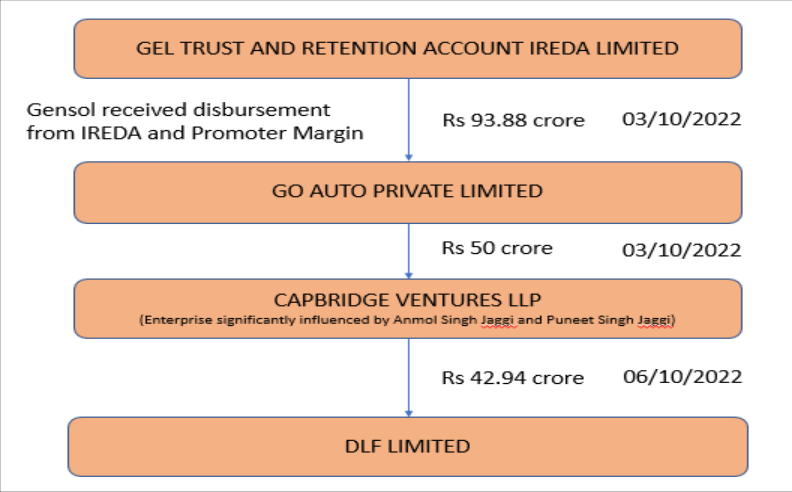 GEL TRUST AND RETENTION ACCOUNT IREDA LIMITED
Gensol received disbursement
from IREDA and Promoter Margin
Rs 93.88 crore 03/10/2022
GO AUTO PRIVATE LIMITED
Rs 50 crore 03/10/2022
CAPBRIDGE VENTURES LLP
(Enterprise significantly influenced by Anmol Singh Jaggi and Puneet Singh Jaggi)
Rs 42.94 crore 06/10/2022
DLF LIMITED